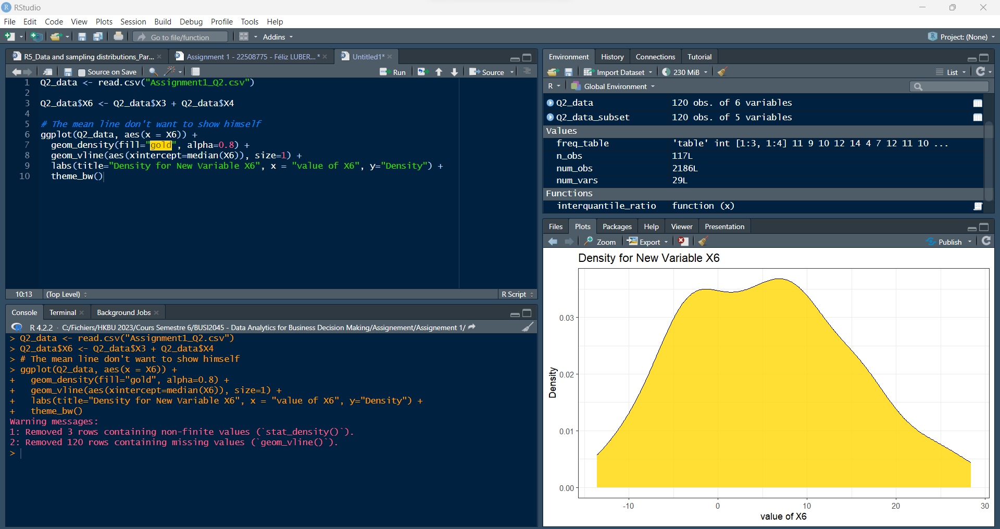 RStudio
File Edit Code View Plots Session Build Debug Profile Tools Help
Go to file/function Addins Project: (None)
R5_Data and sampling distributions_Par... Assignment 1 - 22508775 - Féliz LUBER...* Untitled1*
Source on Save Run Source
1 Q2_data <- read.csv("Assignment1_Q2.csv")
2
3 Q2_data$X6 <- Q2_data$X3 + Q2_data$X4
4
5 # The mean line don't want to show himself
6 ggplot(Q2_data, aes(x = X6)) +
7 geom_density(fill="gold", alpha=0.8) +
8 geom_vline(aes(xintercept=median(X6)), size=1) +
9 labs(title="Density for New Variable X6", x = "value of X6", y="Density") +
10 theme_bw()
10:13 (Top Level) R Script
Console Terminal Background Jobs
R 4.2.2 · C:/Fichiers/HKBU 2023/Cours Semestre 6/BUSI2045 - Data Analytics for Business Decision Making/Assignement/Assignement 1/
> Q2_data <- read.csv("Assignment1_Q2.csv")
> Q2_data$X6 <- Q2_data$X3 + Q2_data$X4
> # The mean line don't want to show himself
> ggplot(Q2_data, aes(x = X6)) +
+ geom_density(fill="gold", alpha=0.8) +
+ geom_vline(aes(xintercept=median(X6)), size=1) +
+ labs(title="Density for New Variable X6", x = "value of X6", y="Density") +
+ theme_bw()
Warning messages:
1: Removed 3 rows containing non-finite values (`stat_density()`).
2: Removed 120 rows containing missing values (`geom_vline()`).
>
Environment History Connections Tutorial
Import Dataset 230 MiB List
R Global Environment
Q2_data 120 obs. of 6 variables
Q2_data_subset 120 obs. of 5 variables
Values
freq_table 'table' int [1:3, 1:4] 11 9 10 12 14 4 7 12 11 10 ...
n_obs 117L
num_obs 2186L
num_vars 29L
Functions
interquantile_ratio function (x)
Files Plots Packages Help Viewer Presentation
Zoom Export Publish
Density for New Variable X6
0.03
0.02
0.01
0.00
Density
-10 0 10 20 30
value of X6